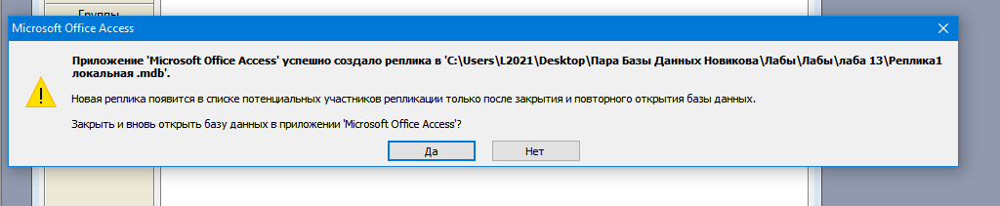 Группы
Microsoft Office Access
Приложение 'Microsoft Office Access' успешно создало реплика в 'C:\Users\L2021\Desktop\Пара Базы Данных Новикова\Лабы\Лабы\лаба 13\Реплика1
локальная .mdb'.
Новая реплика появится в списке потенциальных участников репликации только после закрытия и повторного открытия базы данных.
Закрыть и вновь открыть базу данных в приложении 'Microsoft Office Access'?
Да
Нет